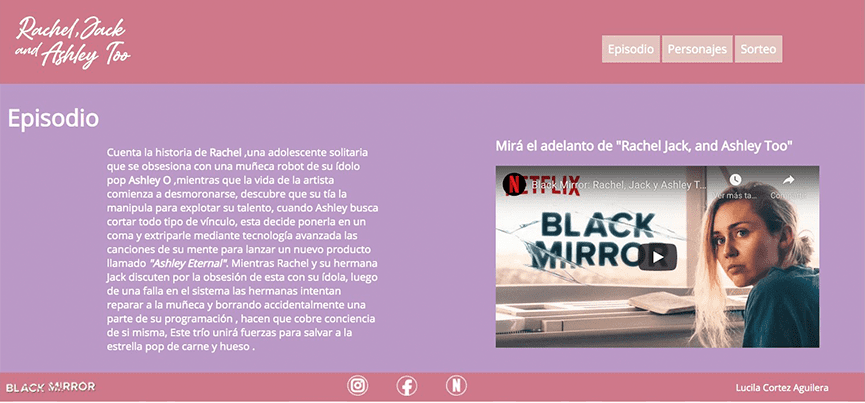 Rachel, Jack
and Ashley Too
Episodio
Personajes
Sorteo
Episodio
Cuenta la historia de Rachel ,una adolescente solitaria
que se obsesiona con una muñeca robot de su ídolo
pop Ashley O ,mientras que la vida de la artista
comienza a desmoronarse, descubre que su tía la
manipula para explotar su talento, cuando Ashley busca
cortar todo tipo de vínculo, esta decide ponerla en un
coma y extriparle mediante tecnología avanzada las
canciones de su mente para lanzar un nuevo producto
llamado "Ashley Eternal". Mientras Rachel y su hermana
Jack discuten por la obsesión de esta con su ídola, luego
de una falla en el sistema las hermanas intentan
reparar a la muñeca y borrando accidentalmente una
parte de su programación , hacen que cobre conciencia
de si misma, Este trío unirá fuerzas para salvar a la
estrella pop de carne y hueso .
Mirá el adelanto de "Rachel Jack, and Ashley Too"
NETFLIX
N
Black Mirror: Rachel, Jack y Ashley T...
Ver más ta...
BLACK
MIRROR
BLACK MIRROR
N
Lucila Cortez Aguilera